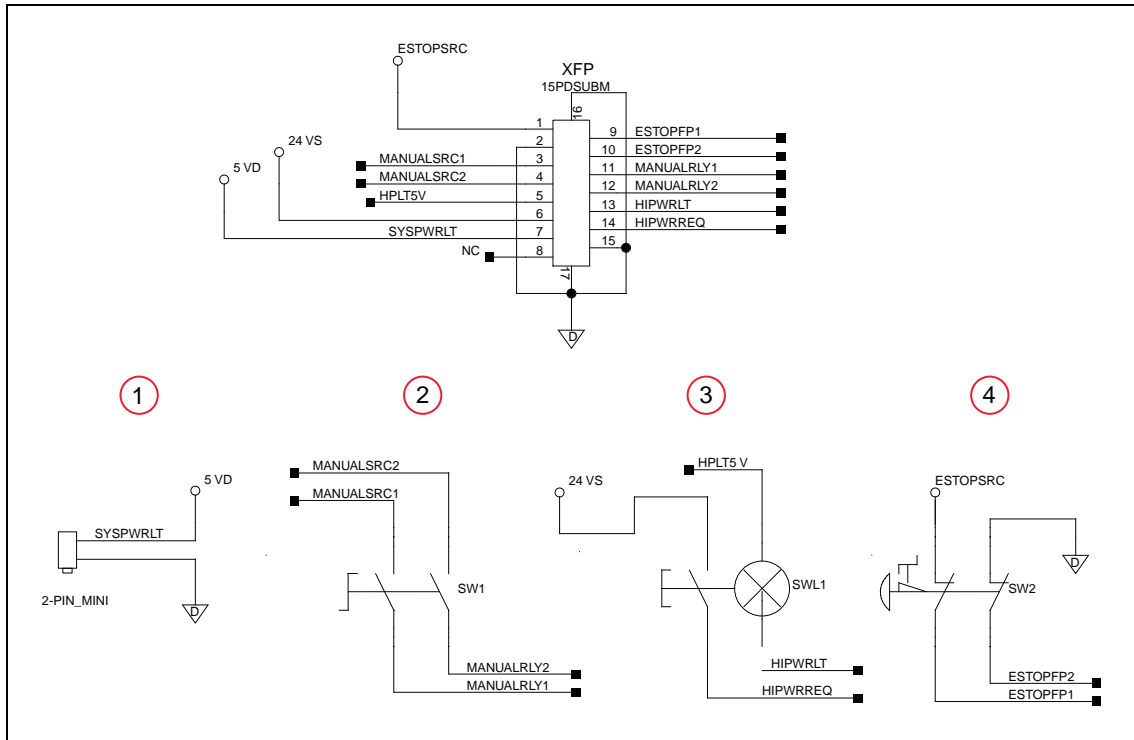 ESTOPSRC
XFP
15PDSUBM
16
1
2
3
4
5
6
7
8
9
10
11
12
13
14
15
17
24 VS
5 VD
MANUALSRC1
MANUALSRC2
HPLT5V
SYSPWRLT
NC
ESTOPFP1
ESTOPFP2
MANUALRLY1
MANUALRLY2
HIPWRLT
HIPWRREQ
D
1
2
3
4
5 VD
SYSPWRLT
2-PIN_MINI
D
MANUALSRC2
MANUALSRC1
SW1
MANUALRLY2
MANUALRLY1
HPLT5 V
24 VS
SWL1
HIPWRLT
HIPWRREQ
ESTOPSRC
D
SW2
ESTOPFP2
ESTOPFP1